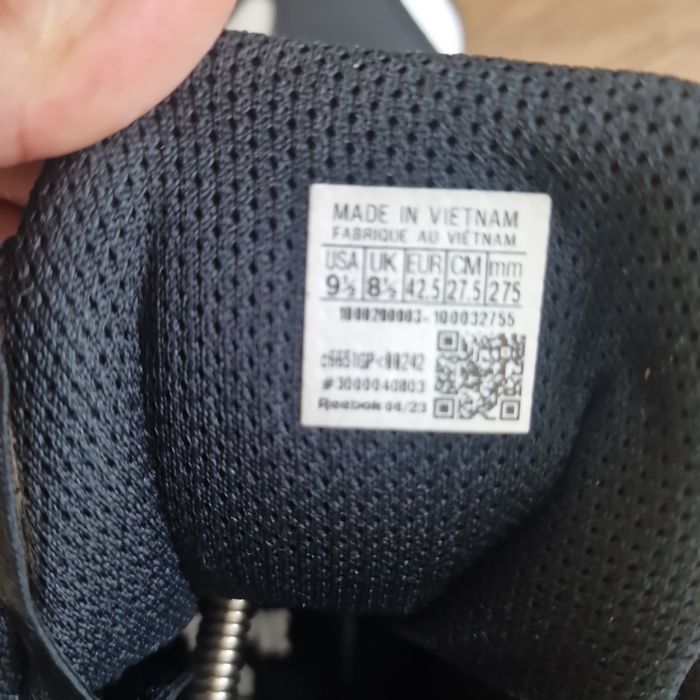 MADE IN VIETNAM
FABRIQUÉ AU VIETNAM
USA UK EUR CM mm
9½ 8½ 42.5 27.5 275
1000200003-100032755
#3000040803
Reebok 04/23